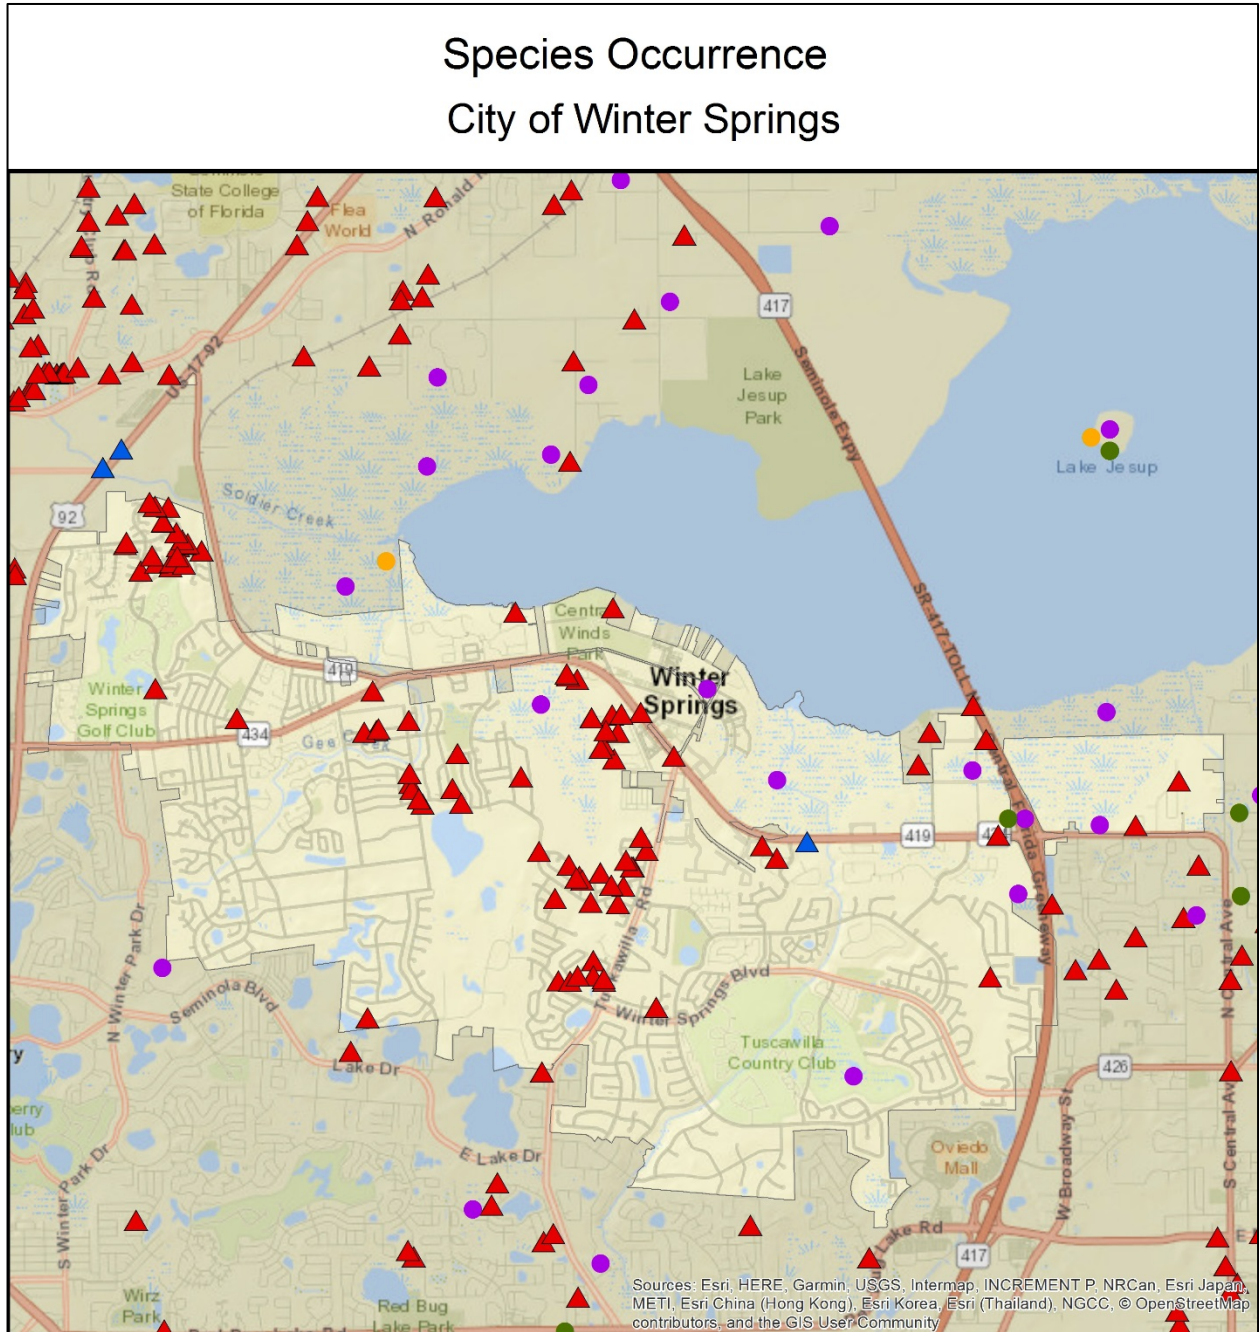 Species Occurrence
City of Winter Springs
State College
of Florida
Flea
World
N Ronald
417
US-17-92
Seminole Expy
Lake
Jesup
Park
Lake Jesup
Soldier Creek
92
SR-417-TOLL
Central
Winds
Park
419
Winter
Springs
Winter
Springs
Golf Club
434
Gee Creek
Central Florida Greeneway
419
434
N Winter Park Dr
Tuscawilla Rd
Seminola Blvd
Winter Springs Blvd
N Central Ave
Tuscawilla
Country Club
Lake Dr
426
E Lake Dr
Oviedo
Mall
W Broadway St
S Central Av
S Winter Park Dr
Lake Rd
417
E
Wirz
Park
Red Bug
Lake Park
Sources: Esri, HERE, Garmin, USGS, Intermap, INCREMENT P, NRCan, Esri Japan,
METI, Esri China (Hong Kong), Esri Korea, Esri (Thailand), NGCC, © OpenStreetMap
contributors, and the GIS User Community